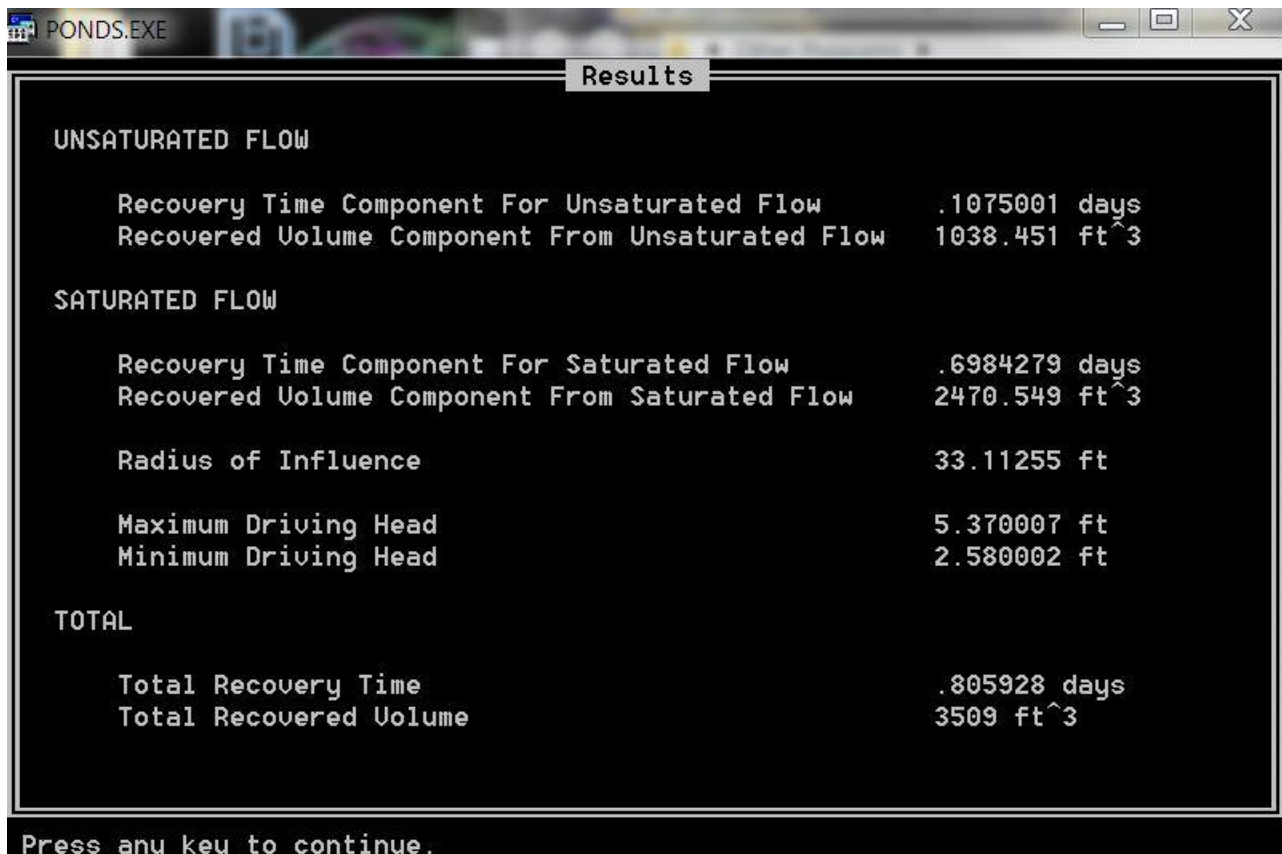 PONDS.EXE
Results
UNSATURATED FLOW
Recovery Time Component For Unsaturated Flow .1075001 days
Recovered Volume Component From Unsaturated Flow 1038.451 ft^3
SATURATED FLOW
Recovery Time Component For Saturated Flow .6984279 days
Recovered Volume Component From Saturated Flow 2470.549 ft^3
Radius of Influence 33.11255 ft
Maximum Driving Head 5.370007 ft
Minimum Driving Head 2.580002 ft
TOTAL
Total Recovery Time .805928 days
Total Recovered Volume 3509 ft^3
Press any key to continue.